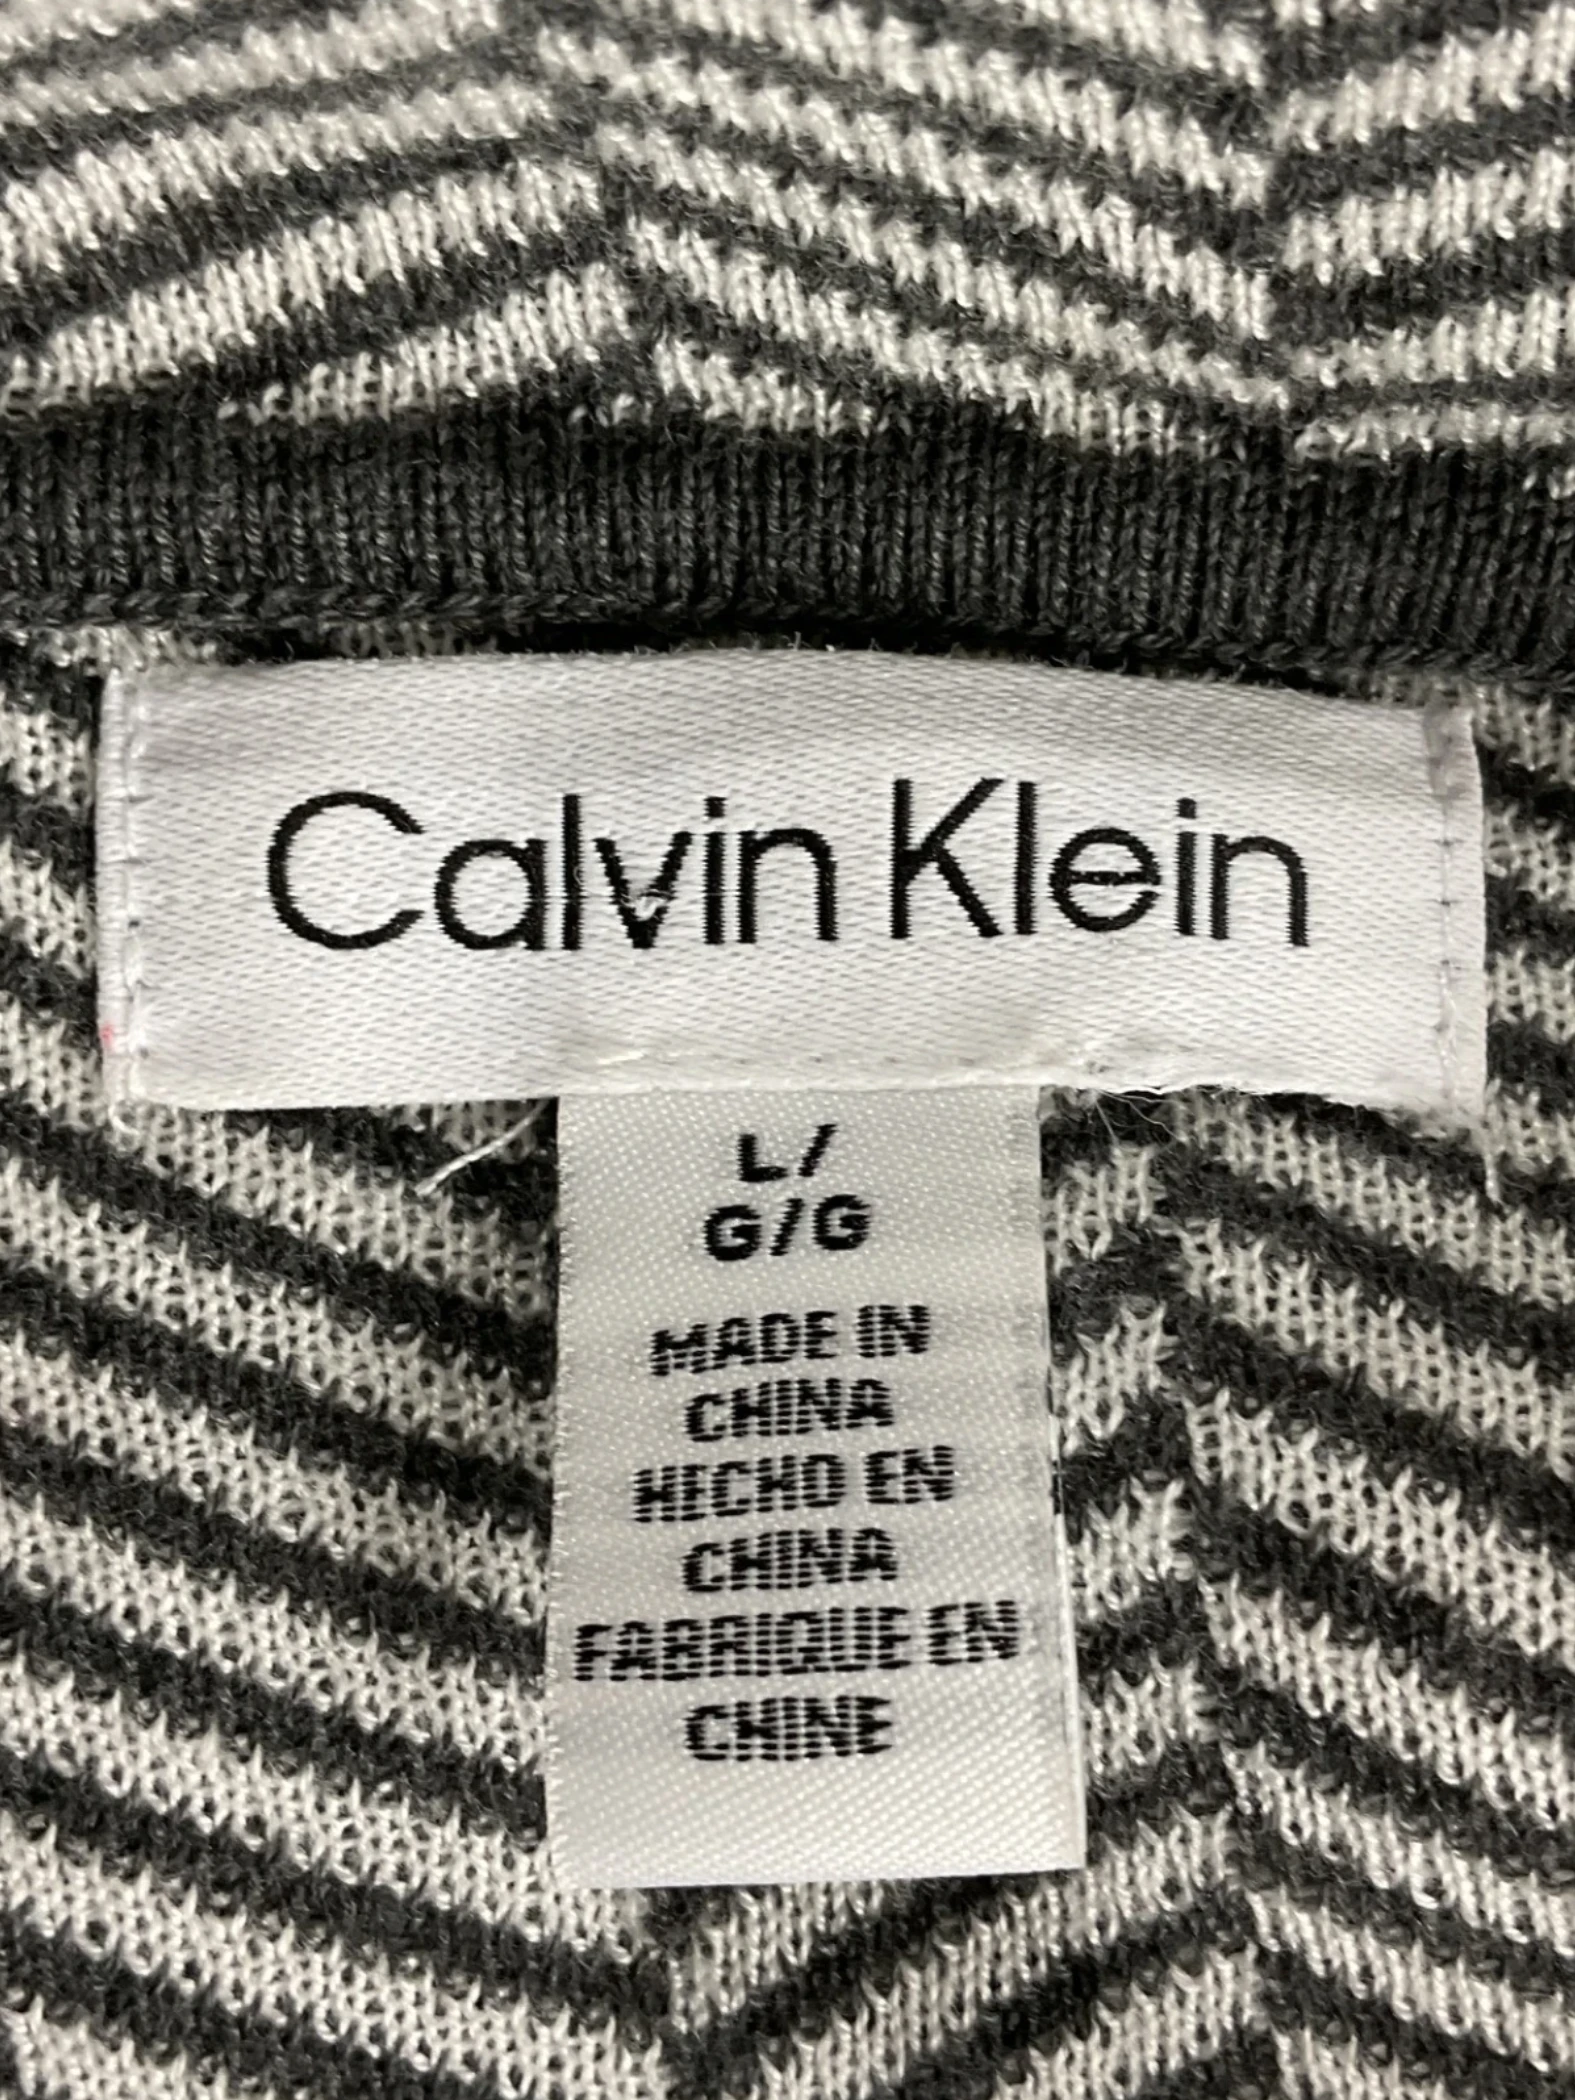 Calvin Klein
L/
G/G
MADE IN
CHINA
HECHO EN
CHINA
FABRIQUE EN
CHINE